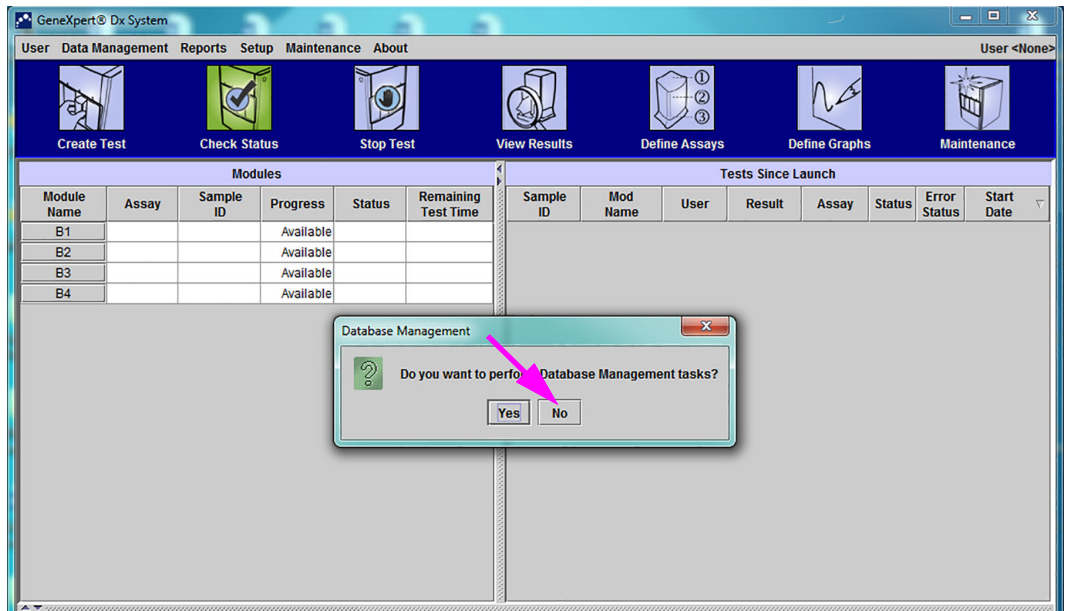 GeneXpert® Dx System
User Data Management Reports Setup Maintenance About User <None>
Create Test Check Status Stop Test View Results Define Assays Define Graphs Maintenance
1
2
3
Modules Tests Since Launch
Module Name Assay Sample ID Progress Status Remaining Test Time Sample ID Mod Name User Result Assay Status Error Status Start Date
B1 Available
B2 Available
B3 Available
B4 Available
Database Management
Do you want to Database Management tasks?
Yes No